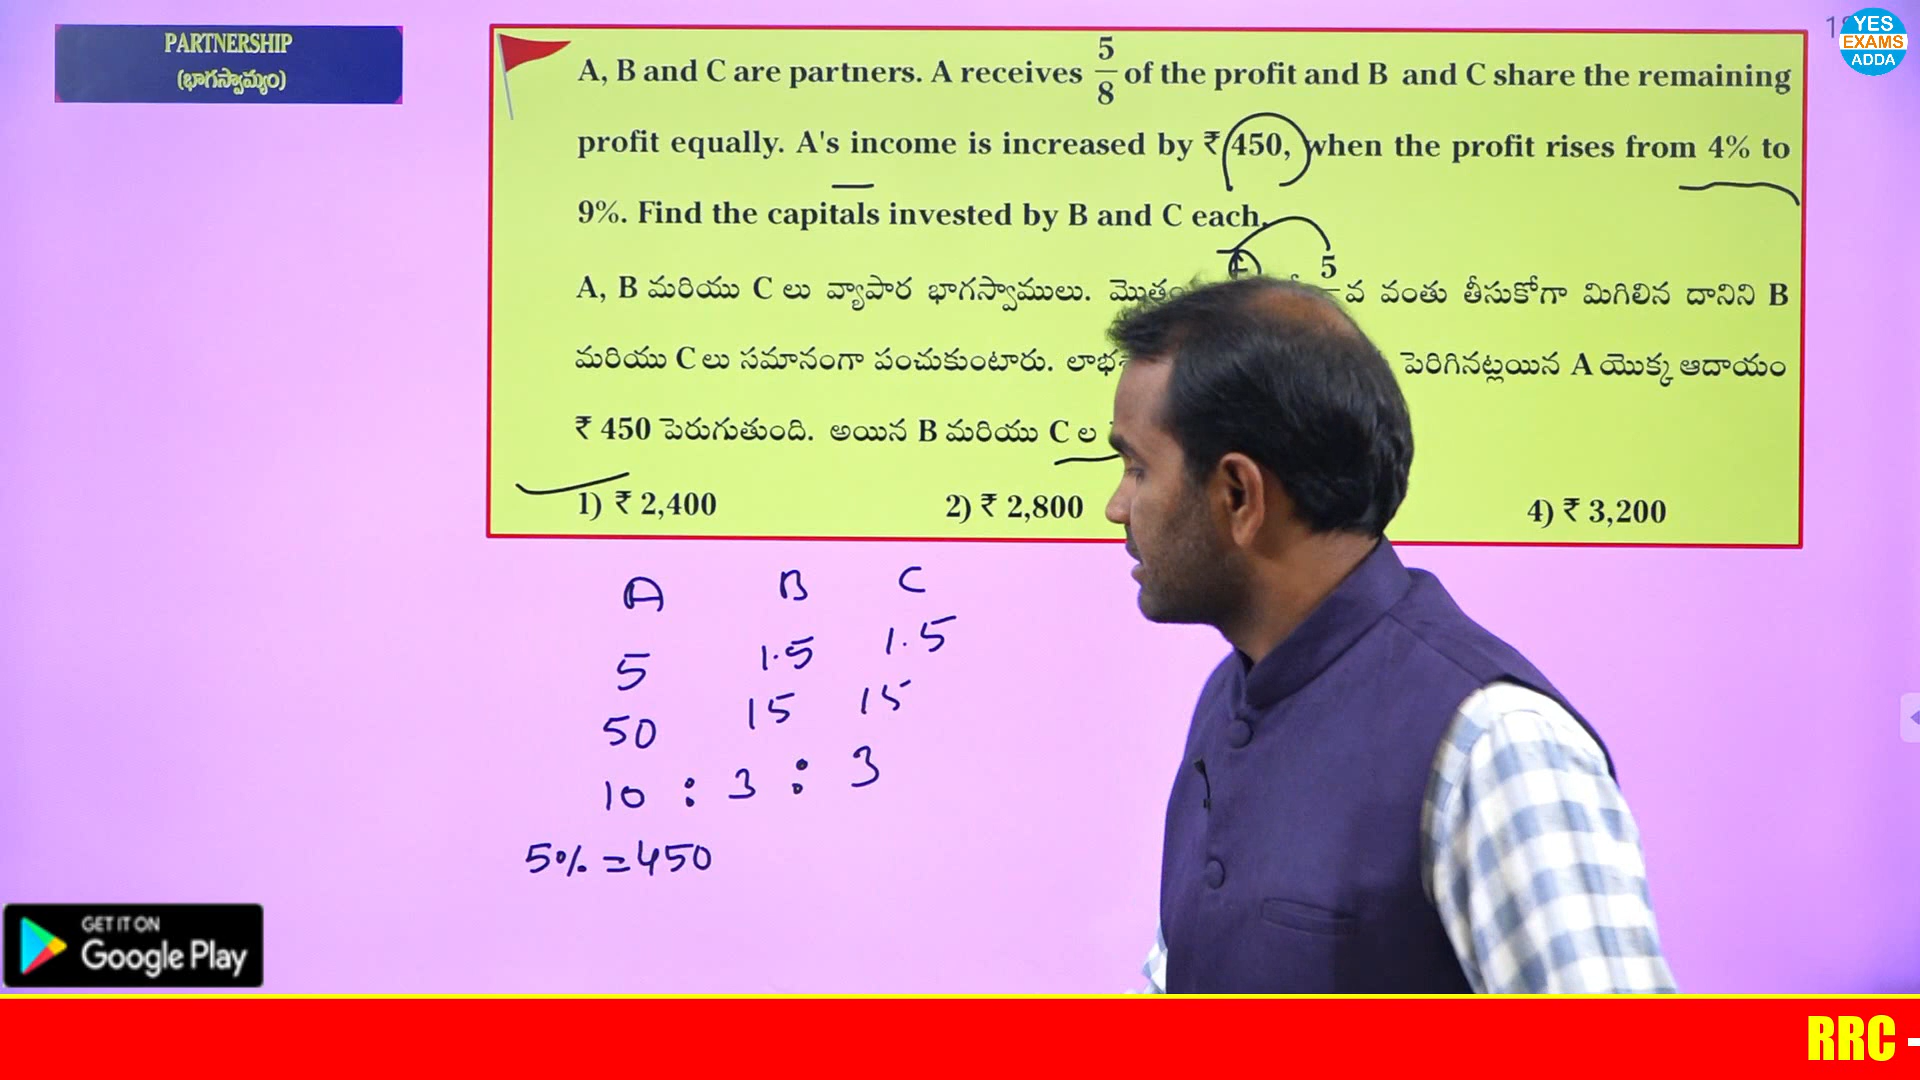 PARTNERSHIP
(భాగస్వామ్యం)
YES
EXAMS
ADDA
A, B and C are partners. A receives 5/8 of the profit and B and C share the remaining
profit equally. A's income is increased by ₹ 450, when the profit rises from 4% to
9%. Find the capitals invested by B and C each.
A, B మరియు C లు వ్యాపార భాగస్వాములు. 5 వ వంతు తీసుకోగా మిగిలిన దానిని B
మరియు C లు సమానంగా పంచుకుంటారు. పెరిగినట్లయిన A యొక్క ఆదాయం
₹ 450 పెరుగుతుంది. అయిన B మరియు C ల
1) ₹ 2,400 2) ₹ 2,800 4) ₹ 3,200
A B C
5 1.5 1.5
50 15 15
10 : 3 : 3
5% = 450
GET IT ON
Google Play
RRC -